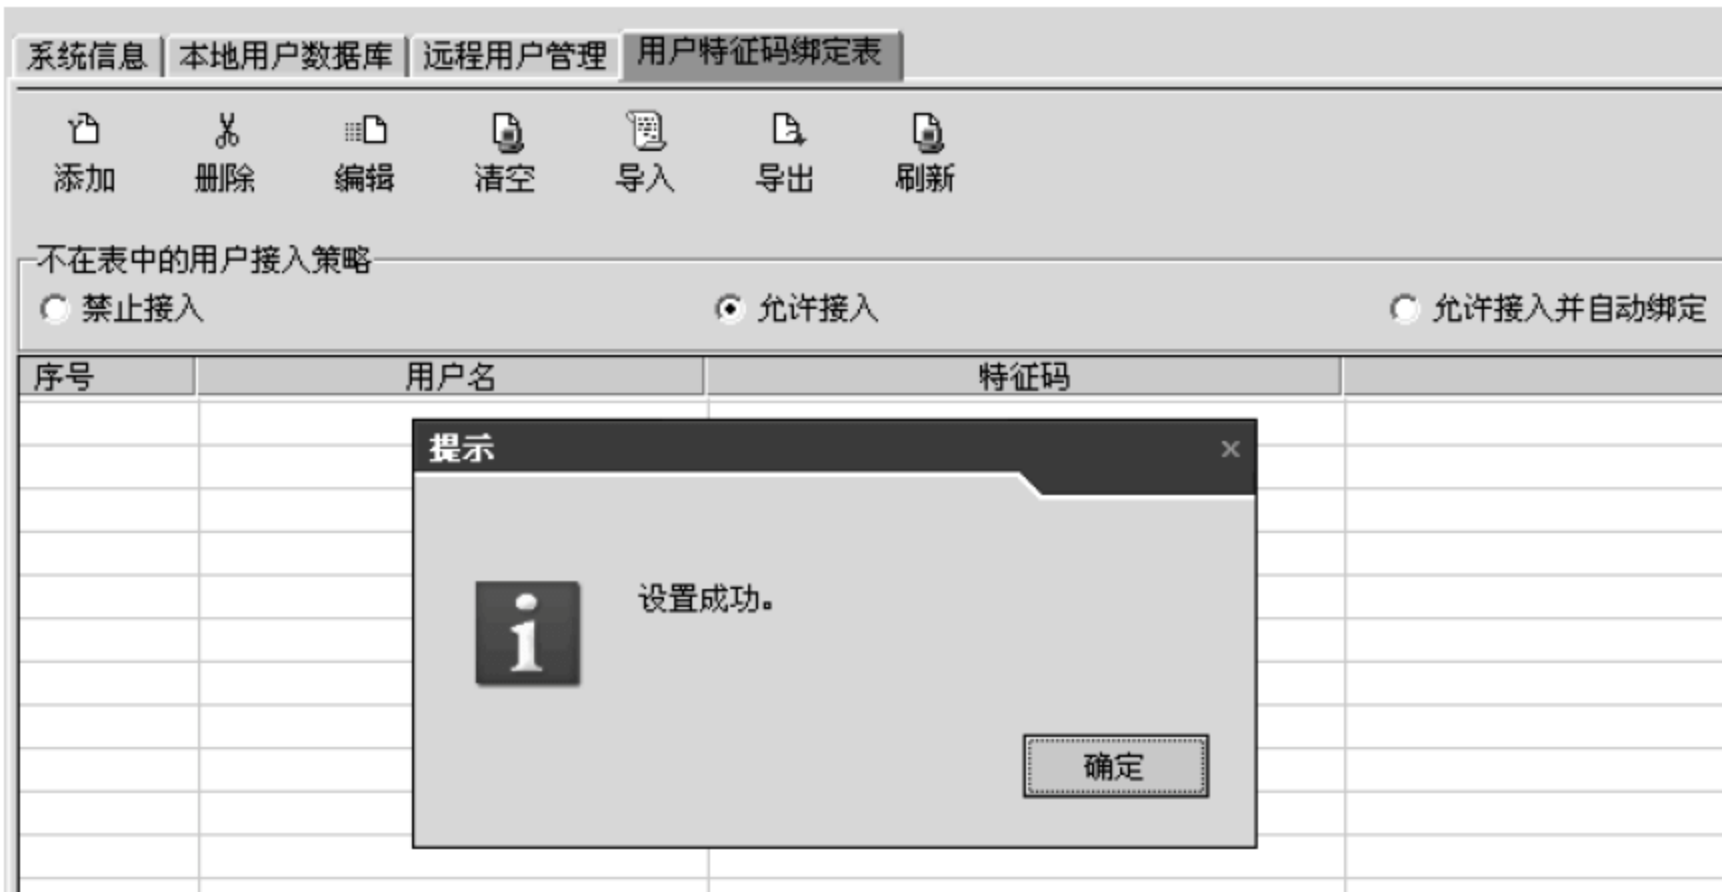 系统信息 本地用户数据库 远程用户管理 用户特征码绑定表
添加 删除 编辑 清空 导入 导出 刷新
不在表中的用户接入策略
禁止接入 允许接入 允许接入并自动绑定
序号 用户名 特征码
提示
设置成功。
确定